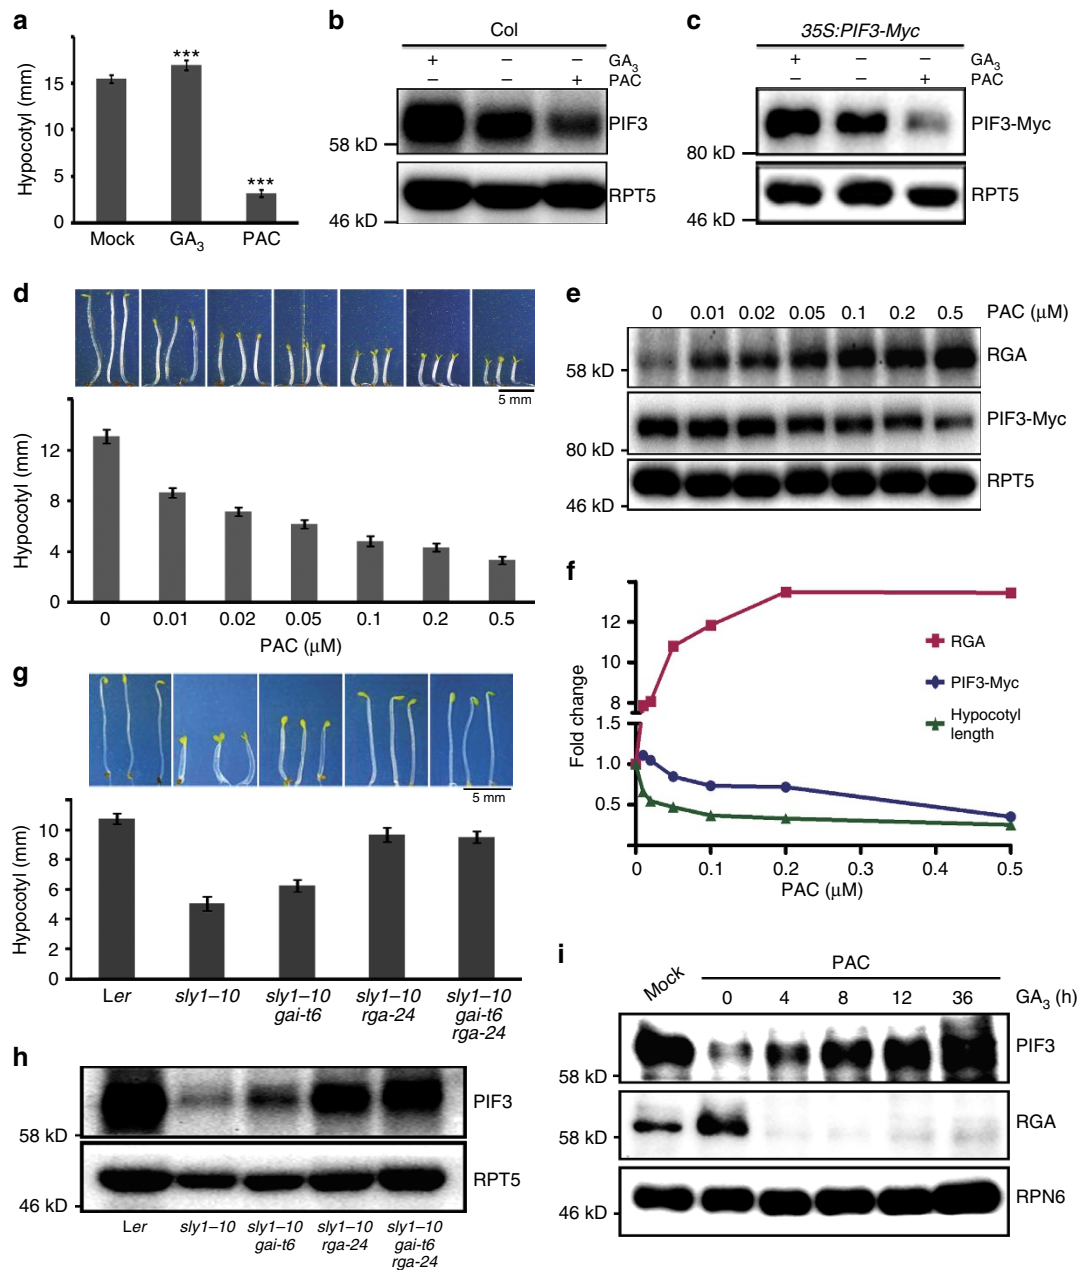 a
Hypocotyl (mm)
15
10
5
0
***
***
Mock GA3 PAC
b
Col
+ − − GA3
− − + PAC
PIF3
58 kD
RPT5
46 kD
c
35S:PIF3-Myc
+ − − GA3
− − + PAC
PIF3-Myc
80 kD
RPT5
46 kD
d
5 mm
Hypocotyl (mm)
12
8
4
0
0 0.01 0.02 0.05 0.1 0.2 0.5
PAC (μM)
e
0 0.01 0.02 0.05 0.1 0.2 0.5 PAC (μM)
RGA
58 kD
PIF3-Myc
80 kD
RPT5
46 kD
f
Fold change
12
10
8
1.5
1.0
0.5
0 0.1 0.2 0.3 0.4 0.5
PAC (μM)
RGA
PIF3-Myc
Hypocotyl
length
g
5 mm
Hypocotyl (mm)
10
8
6
4
2
0
Ler sly1–10 sly1–10 sly1–10 sly1–10
gai-t6 rga-24 gai-t6
rga-24
h
PIF3
58 kD
RPT5
46 kD
Ler sly1–10 sly1–10 sly1–10 sly1–10
gai-t6 rga-24 gai-t6
rga-24
i
PAC
Mock 0 4 8 12 36 GA3 (h)
PIF3
58 kD
RGA
58 kD
RPN6
46 kD